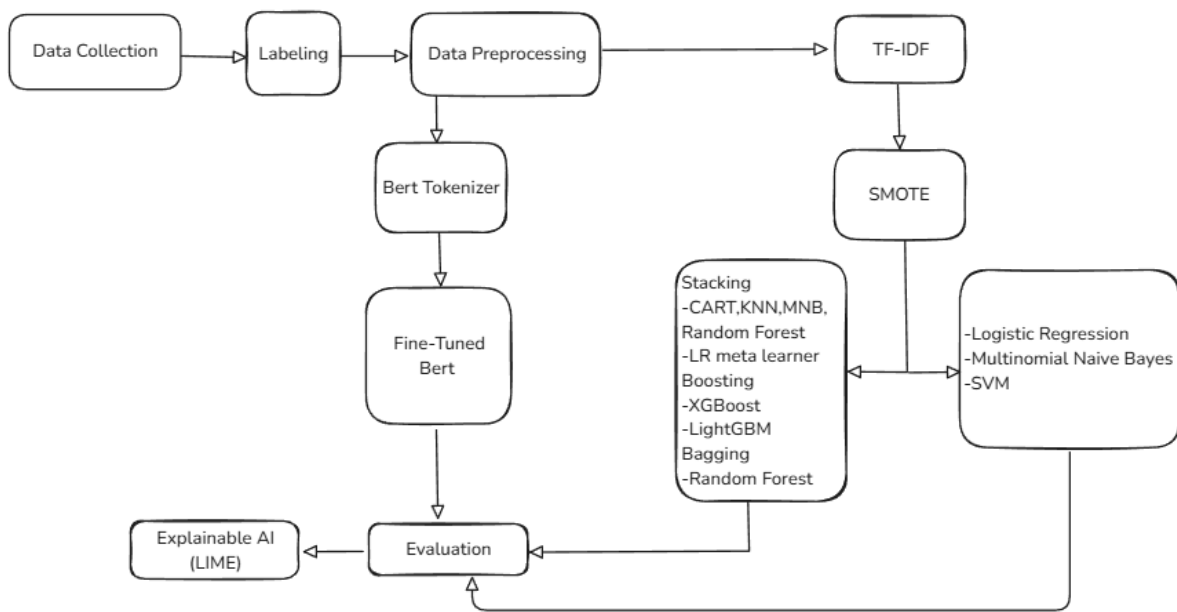 Data Collection
Labeling
Data Preprocessing
TF-IDF
Bert Tokenizer
SMOTE
Fine-Tuned
Bert
Stacking
-CART,KNN,MNB,
Random Forest
-LR meta learner
Boosting
-XGBoost
-LightGBM
Bagging
-Random Forest
-Logistic Regression
-Multinomial Naive Bayes
-SVM
Evaluation
Explainable AI
(LIME)